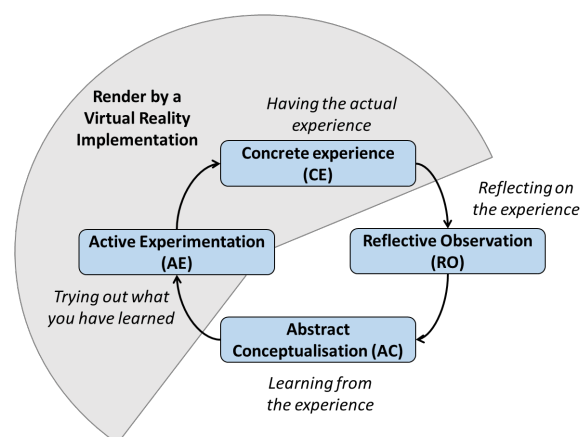 Render by a
Virtual Reality
Implementation
Having the actual
experience
Concrete experience
(CE)
Reflecting on
the experience
Active Experimentation
(AE)
Reflective Observation
(RO)
Trying out what
you have learned
Abstract
Conceptualisation (AC)
Learning from
the experience